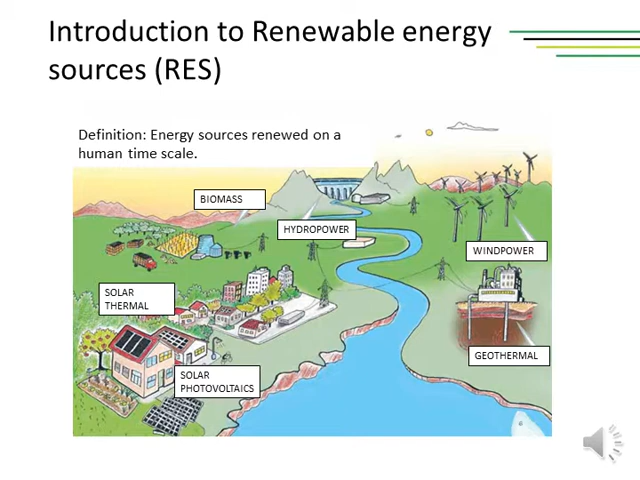 Introduction to Renewable energy
sources (RES)
Definition: Energy sources renewed on a
human time scale.
BIOMASS
HYDROPOWER
WINDPOWER
SOLAR
THERMAL
GEOTHERMAL
SOLAR
PHOTOVOLTAICS